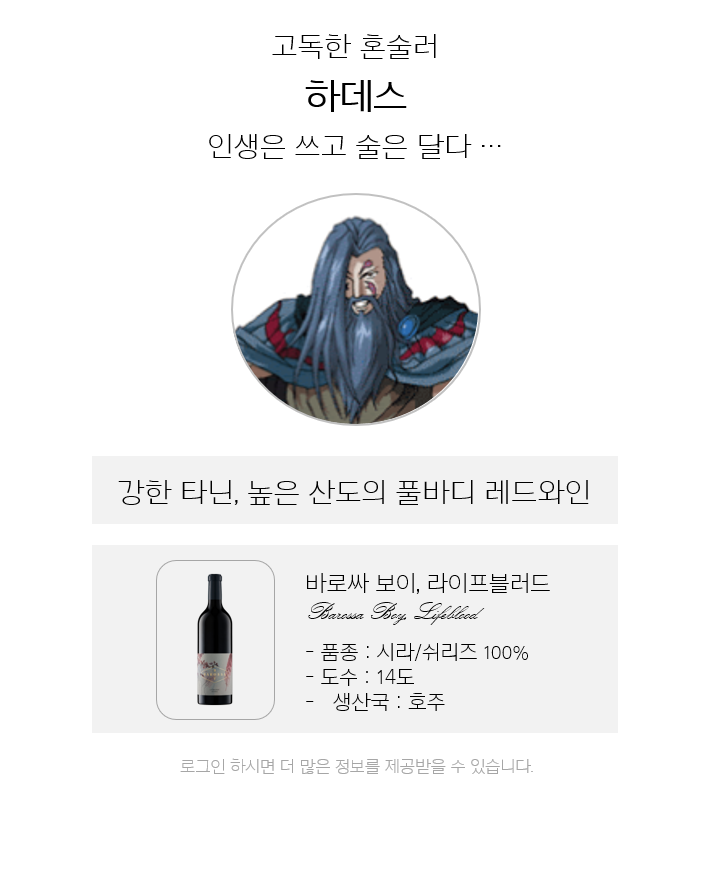 고독한 혼술러
하데스
인생은 쓰고 술은 달다 …
강한 타닌, 높은 산도의 풀바디 레드와인
바로싸 보이, 라이프블러드
Barossa Boy, Lifeblood
- 품종 : 시라/쉬리즈 100%
- 도수 : 14도
- 생산국 : 호주
로그인 하시면 더 많은 정보를 제공받을 수 있습니다.